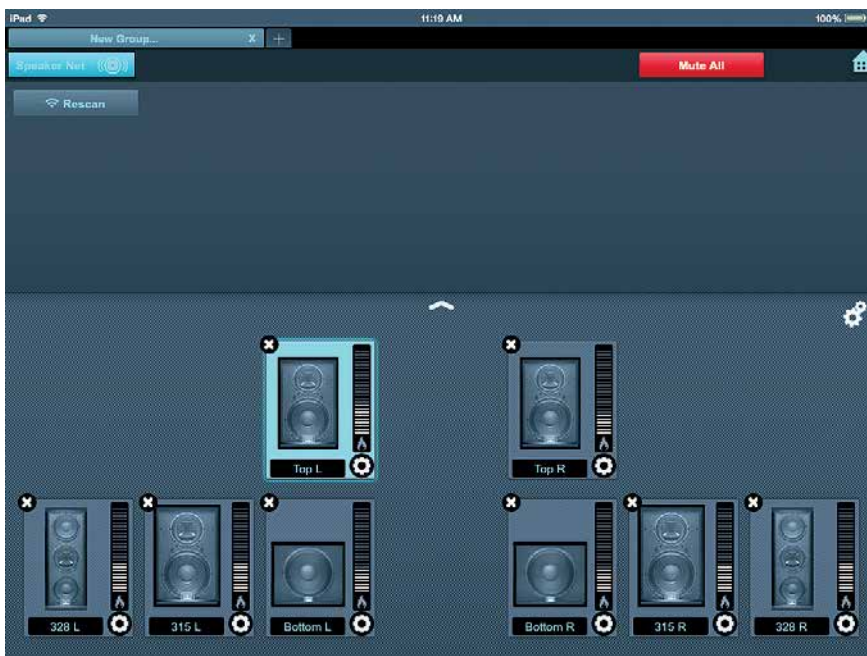 iPad 11:19 AM 100%
New Group... X +
Speaker Net Mute All
Rescan
Top L Top R
328 L 315 L Bottom L Bottom R 315 R 328 R